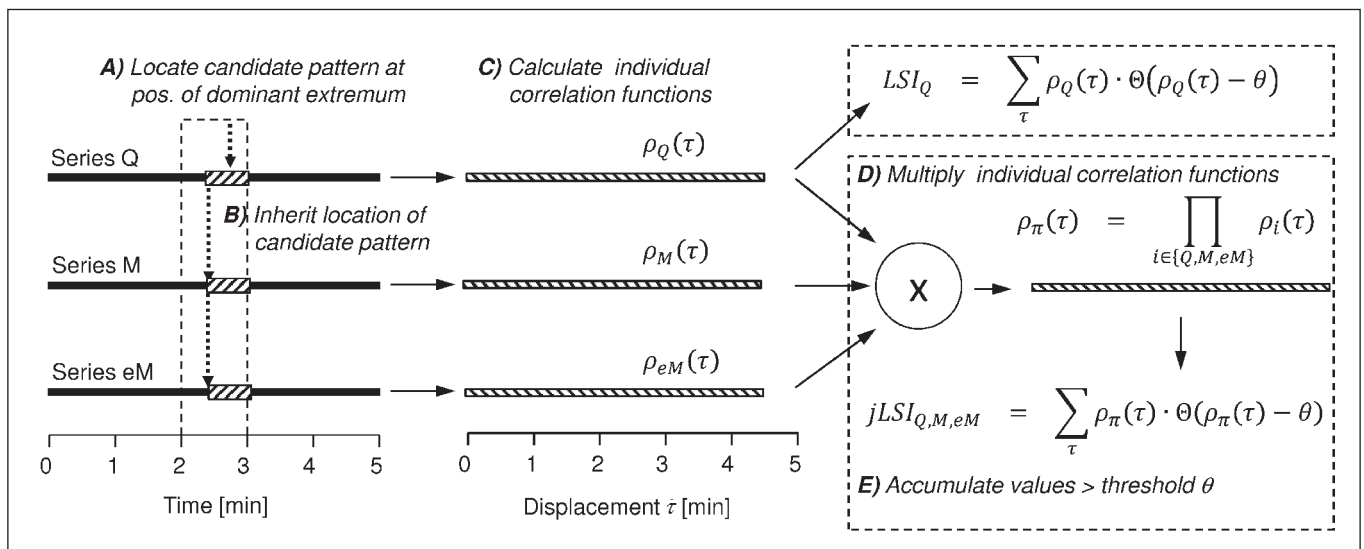 A) Locate candidate pattern at
pos. of dominant extremum
Series Q
B) Inherit location of
candidate pattern
Series M
Series eM
0 1 2 3 4 5
Time [min]
C) Calculate individual
correlation functions
ρ_Q(τ)
ρ_M(τ)
ρ_eM(τ)
0 1 2 3 4 5
Displacement τ [min]
LSI_Q = ∑_τ ρ_Q(τ) · Θ(ρ_Q(τ) − θ)
D) Multiply individual correlation functions
ρ_π(τ) = ∏_{i∈{Q,M,eM}} ρ_i(τ)
X
jLSI_{Q,M,eM} = ∑_τ ρ_π(τ) · Θ(ρ_π(τ) − θ)
E) Accumulate values > threshold θ